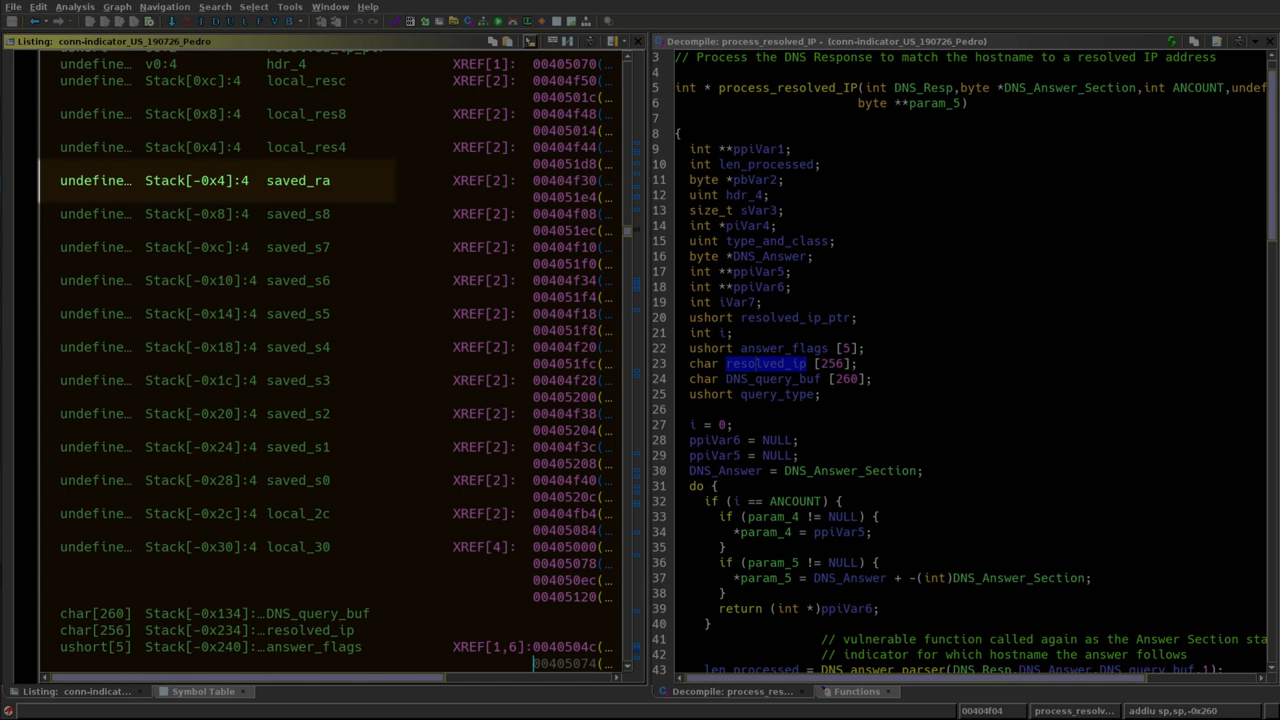 File Edit Analysis Graph Navigation Search Select Tools Window Help
Listing: conn-indicator_US_190726_Pedro
undefine… v0:4 hdr_4 XREF[1]: 00405070(…
undefine… Stack[0xc]:4 local_resc XREF[2]: 00404f50(…
0040501c(…
undefine… Stack[0x8]:4 local_res8 XREF[2]: 00404f48(…
00405014(…
undefine… Stack[0x4]:4 local_res4 XREF[2]: 00404f44(…
004051d8(…
undefine… Stack[-0x4]:4 saved_ra XREF[2]: 00404f30(…
004051e4(…
undefine… Stack[-0x8]:4 saved_s8 XREF[2]: 00404f08(…
004051ec(…
undefine… Stack[-0xc]:4 saved_s7 XREF[2]: 00404f10(…
004051f0(…
undefine… Stack[-0x10]:4 saved_s6 XREF[2]: 00404f34(…
004051f4(…
undefine… Stack[-0x14]:4 saved_s5 XREF[2]: 00404f18(…
004051f8(…
undefine… Stack[-0x18]:4 saved_s4 XREF[2]: 00404f20(…
004051fc(…
undefine… Stack[-0x1c]:4 saved_s3 XREF[2]: 00404f28(…
00405200(…
undefine… Stack[-0x20]:4 saved_s2 XREF[2]: 00404f38(…
00405204(…
undefine… Stack[-0x24]:4 saved_s1 XREF[2]: 00404f3c(…
00405208(…
undefine… Stack[-0x28]:4 saved_s0 XREF[2]: 00404f40(…
0040520c(…
undefine… Stack[-0x2c]:4 local_2c XREF[2]: 00404fb4(…
00405084(…
undefine… Stack[-0x30]:4 local_30 XREF[4]: 00405000(…
00405078(…
004050ec(…
00405120(…
char[260] Stack[-0x134]:… DNS_query_buf
char[256] Stack[-0x234]:… resolved_ip
ushort[5] Stack[-0x240]:… answer_flags XREF[1,6]: 0040504c(…
00405074(…
Listing: conn-indicat… Symbol Table
Decompile: process_resolved_IP - (conn-indicator_US_190726_Pedro)
3 // Process the DNS Response to match the hostname to a resolved IP address
4
5 int * process_resolved_IP(int DNS_Resp,byte *DNS_Answer_Section,int ANCOUNT,undef
6 byte **param_5)
7
8 {
9 int **ppiVar1;
10 int len_processed;
11 byte *pbVar2;
12 uint hdr_4;
13 size_t sVar3;
14 int *piVar4;
15 uint type_and_class;
16 byte *DNS_Answer;
17 int **ppiVar5;
18 int **ppiVar6;
19 int iVar7;
20 ushort resolved_ip_ptr;
21 int i;
22 ushort answer_flags [5];
23 char resolved_ip [256];
24 char DNS_query_buf [260];
25 ushort query_type;
26
27 i = 0;
28 ppiVar6 = NULL;
29 ppiVar5 = NULL;
30 DNS_Answer = DNS_Answer_Section;
31 do {
32 if (i == ANCOUNT) {
33 if (param_4 != NULL) {
34 *param_4 = ppiVar5;
35 }
36 if (param_5 != NULL) {
37 *param_5 = DNS_Answer + -(int)DNS_Answer_Section;
38 }
39 return (int *)ppiVar6;
40 }
41 // vulnerable function called again as the Answer Section sta
42 // indicator for which hostname the answer follows
43 len_processed = DNS_answer_parser(DNS_Resp,DNS_Answer,DNS_query_buf,1);
Decompile: process_res… Functions
00404f04 process_resolv… addiu sp,sp,-0x260